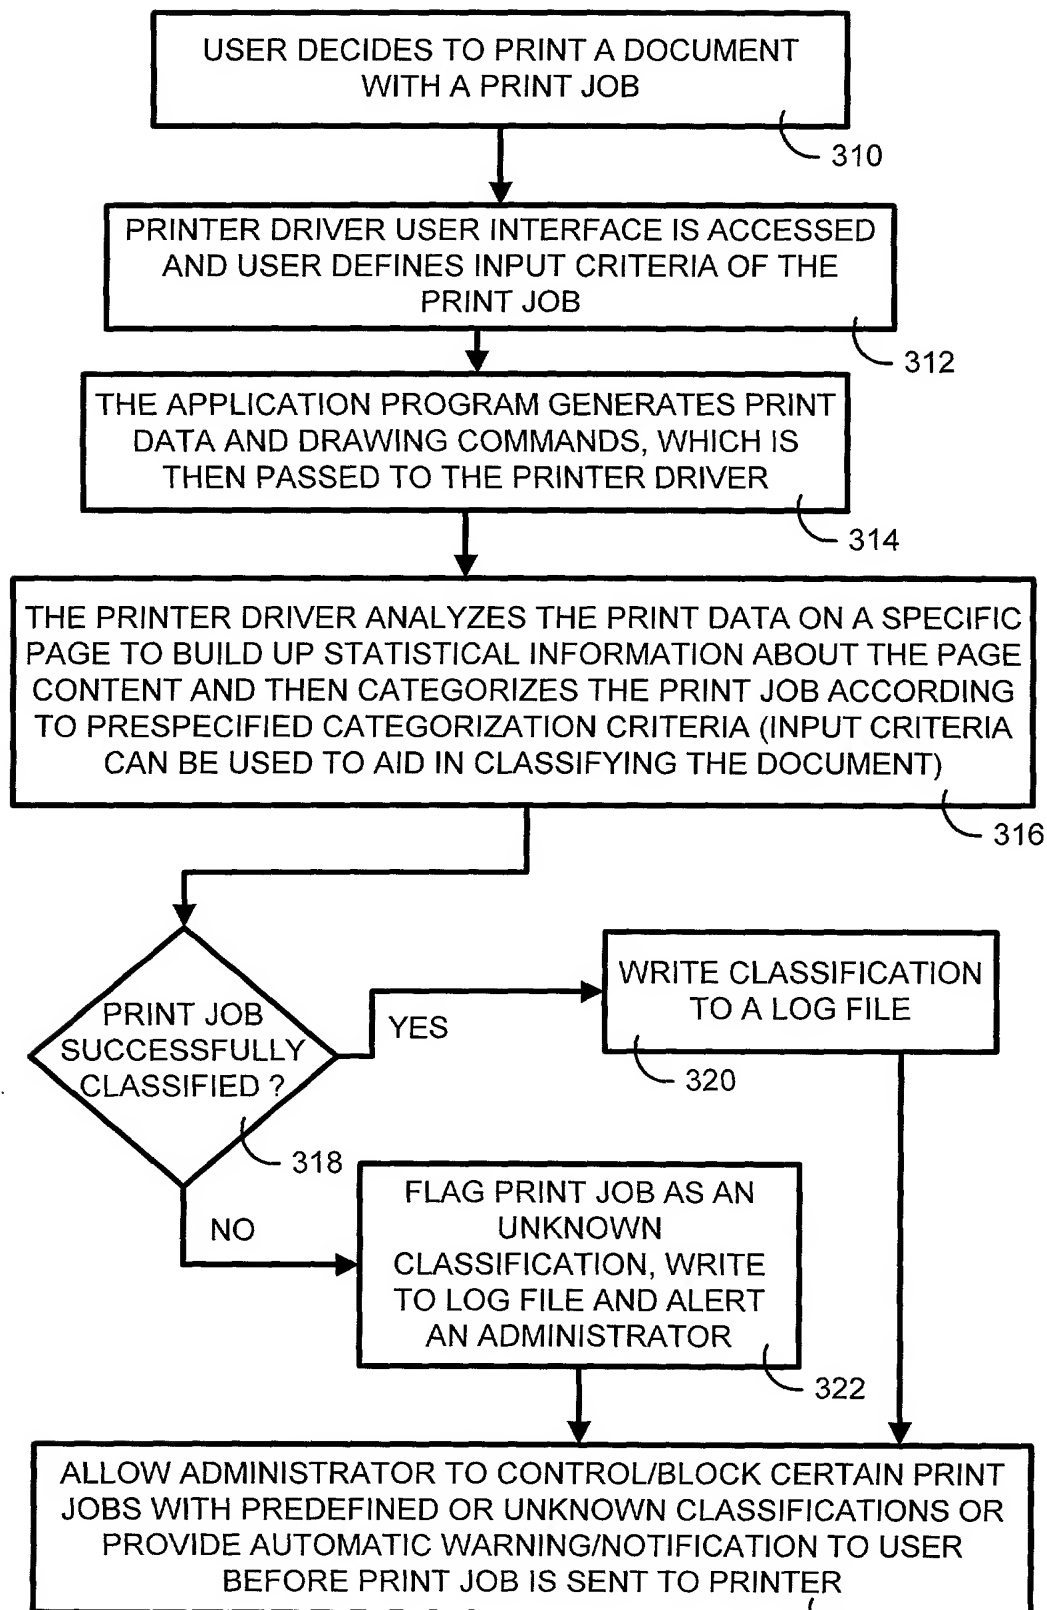 USER DECIDES TO PRINT A DOCUMENT
WITH A PRINT JOB
310
PRINTER DRIVER USER INTERFACE IS ACCESSED
AND USER DEFINES INPUT CRITERIA OF THE
PRINT JOB
312
THE APPLICATION PROGRAM GENERATES PRINT
DATA AND DRAWING COMMANDS, WHICH IS
THEN PASSED TO THE PRINTER DRIVER
314
THE PRINTER DRIVER ANALYZES THE PRINT DATA ON A SPECIFIC
PAGE TO BUILD UP STATISTICAL INFORMATION ABOUT THE PAGE
CONTENT AND THEN CATEGORIZES THE PRINT JOB ACCORDING
TO PRESPECIFIED CATEGORIZATION CRITERIA (INPUT CRITERIA
CAN BE USED TO AID IN CLASSIFYING THE DOCUMENT)
316
PRINT JOB
SUCCESSFULLY
CLASSIFIED ?
318
YES
WRITE CLASSIFICATION
TO A LOG FILE
320
NO
FLAG PRINT JOB AS AN
UNKNOWN
CLASSIFICATION, WRITE
TO LOG FILE AND ALERT
AN ADMINISTRATOR
322
ALLOW ADMINISTRATOR TO CONTROL/BLOCK CERTAIN PRINT
JOBS WITH PREDEFINED OR UNKNOWN CLASSIFICATIONS OR
PROVIDE AUTOMATIC WARNING/NOTIFICATION TO USER
BEFORE PRINT JOB IS SENT TO PRINTER